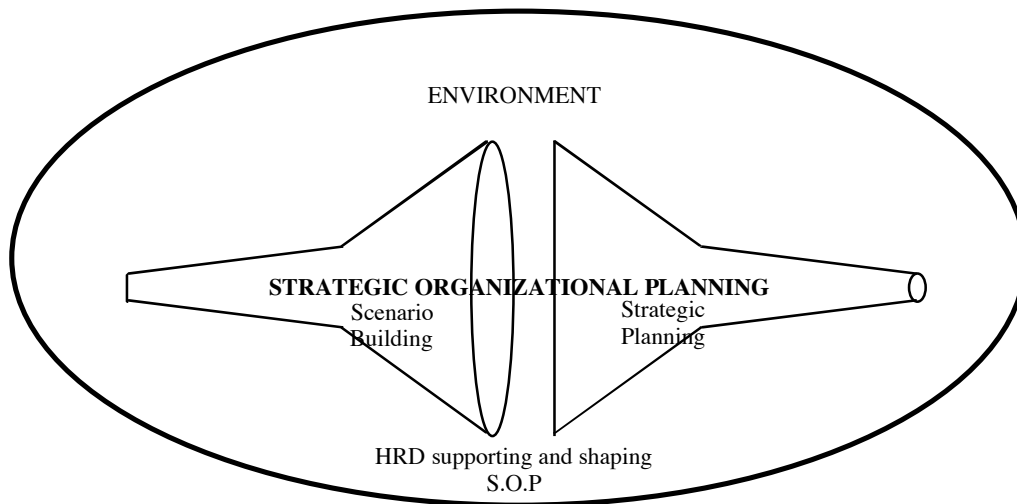 ENVIRONMENT
STRATEGIC ORGANIZATIONAL PLANNING
Scenario
Building
Strategic
Planning
HRD supporting and shaping
S.O.P